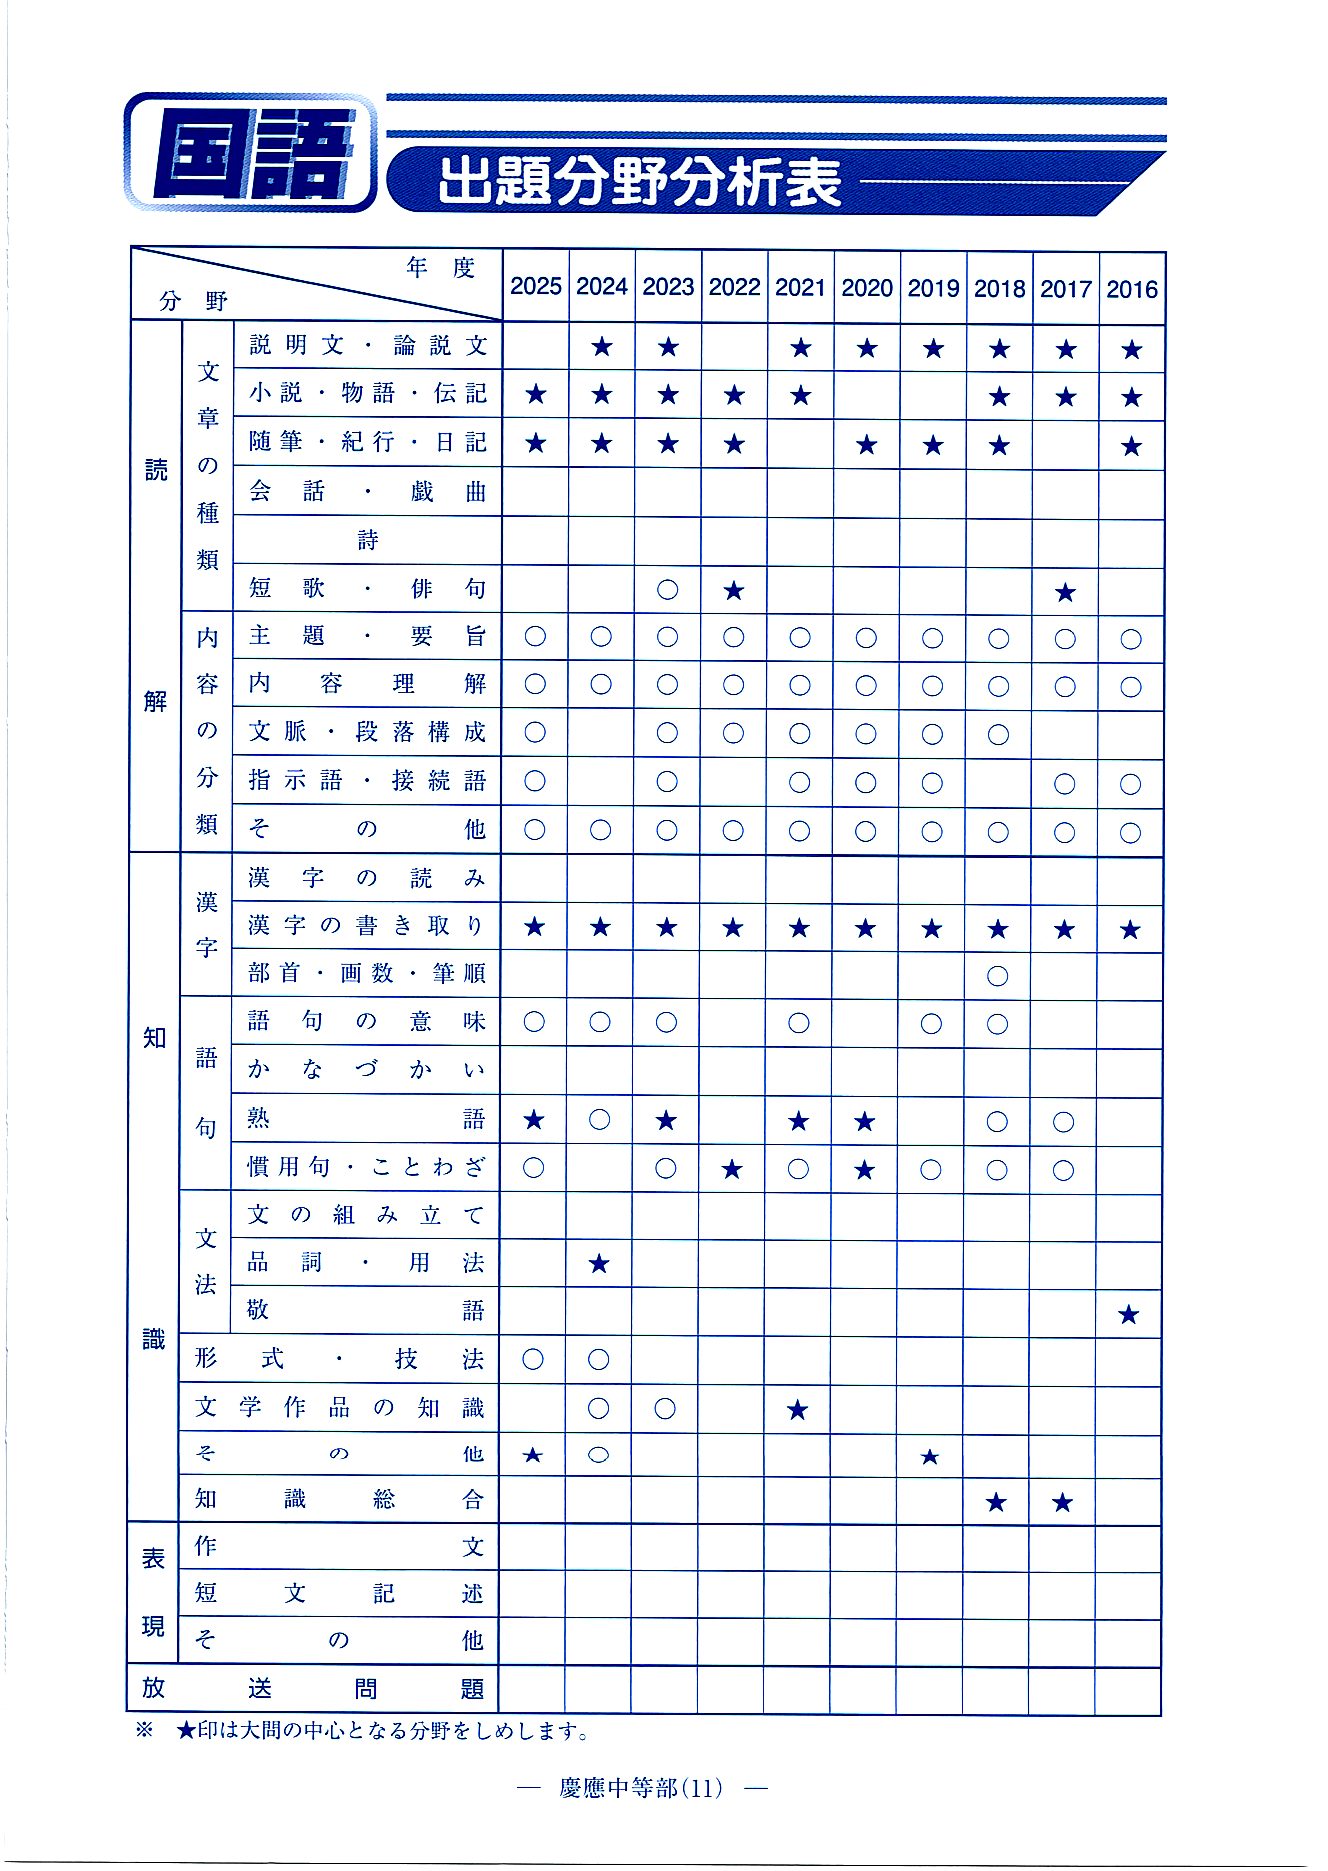 国語
出題分野分析表
年度
分野
2025 2024 2023 2022 2021 2020 2019 2018 2017 2016
読解
文章の種類
説明文・論説文 ★ ★ ★ ★ ★ ★ ★ ★
小説・物語・伝記 ★ ★ ★ ★ ★ ★ ★ ★
随筆・紀行・日記 ★ ★ ★ ★ ★ ★ ★ ★
会話・戯曲
詩
短歌・俳句 ○ ★ ★
内容の分類
主題・要旨 ○ ○ ○ ○ ○ ○ ○ ○ ○ ○
内容理解 ○ ○ ○ ○ ○ ○ ○ ○ ○ ○
文脈・段落構成 ○ ○ ○ ○ ○ ○ ○
指示語・接続語 ○ ○ ○ ○ ○ ○ ○
その他 ○ ○ ○ ○ ○ ○ ○ ○ ○ ○
知識
漢字
漢字の読み
漢字の書き取り ★ ★ ★ ★ ★ ★ ★ ★ ★ ★
部首・画数・筆順 ○
語句
語句の意味 ○ ○ ○ ○ ○ ○
かなづかい
熟語 ★ ○ ★ ★ ★ ○ ○
慣用句・ことわざ ○ ○ ★ ○ ★ ○ ○ ○
文法
文の組み立て
品詞・用法 ★
敬語 ★
形式・技法 ○ ○
文学作品の知識 ○ ○ ★
その他 ★ ○ ★
知識総合 ★ ★
表現
作文
短文記述
その他
放送問題
※ ★印は大問の中心となる分野をしめします。
— 慶應中等部(11) —